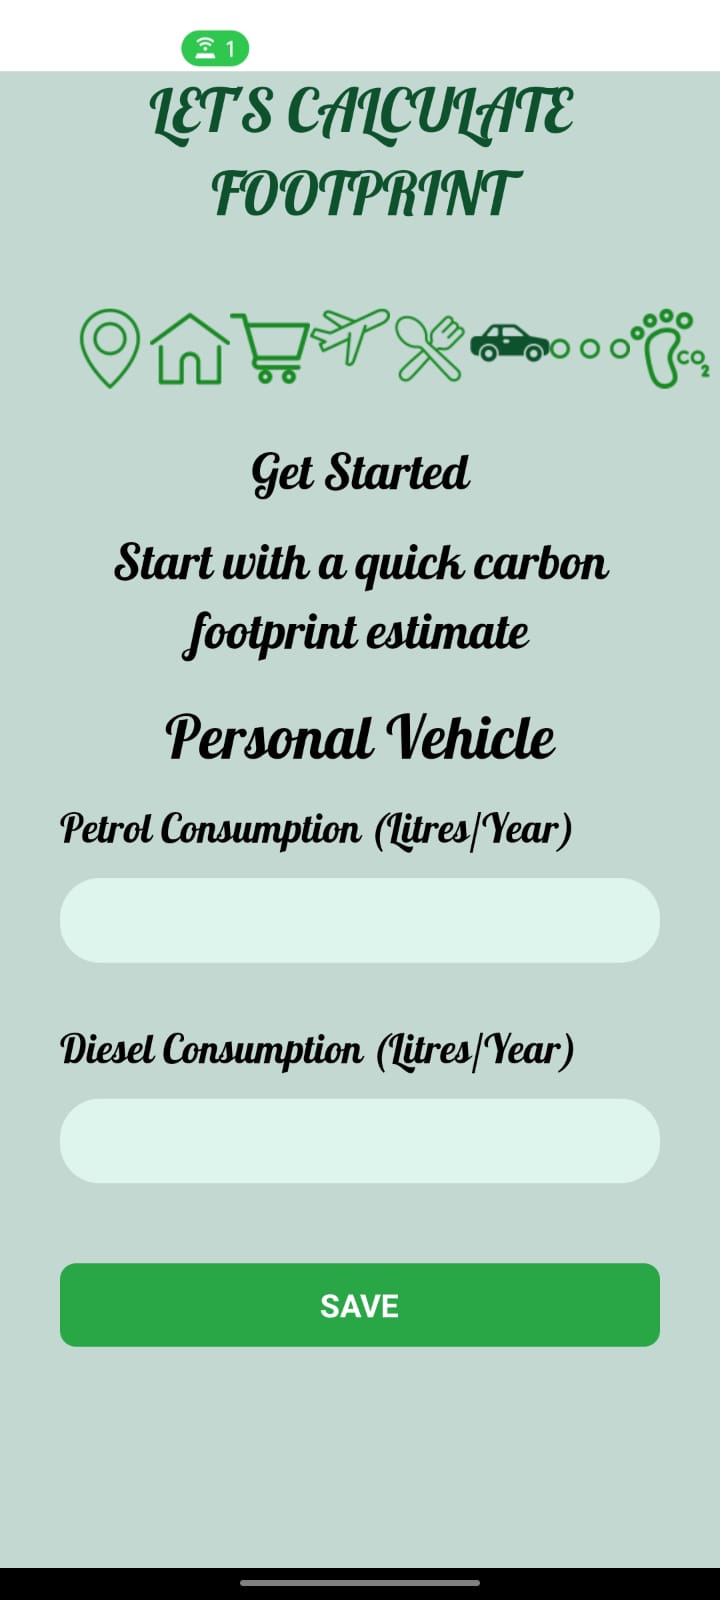 1
LET'S CALCULATE
FOOTPRINT
CO2
Get Started
Start with a quick carbon
footprint estimate
Personal Vehicle
Petrol Consumption (Litres/Year)
Diesel Consumption (Litres/Year)
SAVE